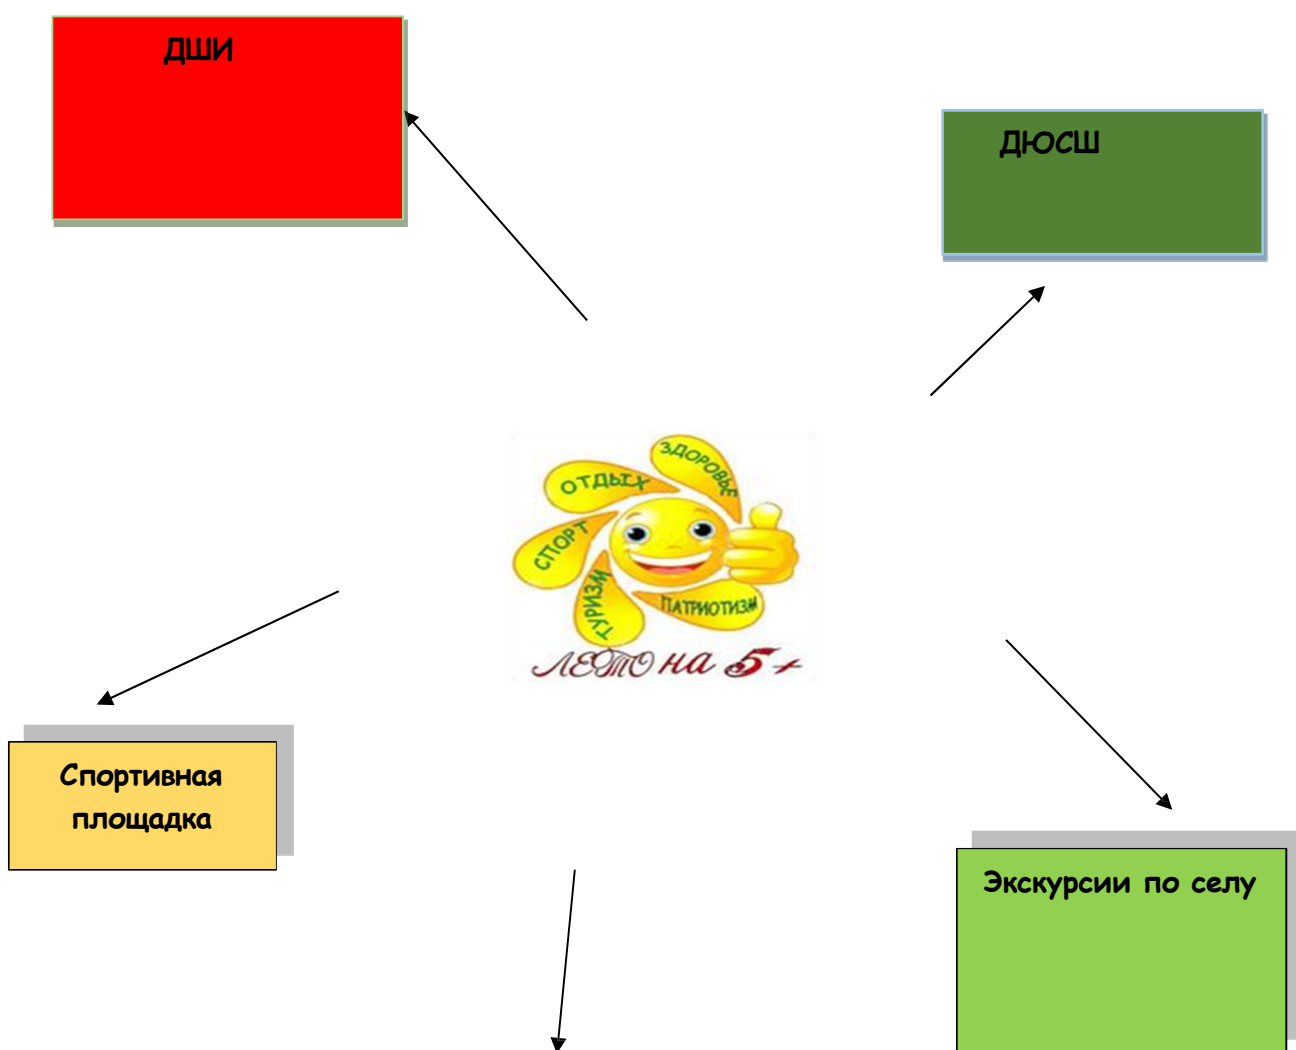 ДШИ
ДЮСШ
ЗДОРОВЬЕ
ОТДЫХ
СПОРТ
ТУРИЗМ
ПАТРИОТИЗМ
ЛЕТО на 5+
Спортивная
площадка
Экскурсии по селу